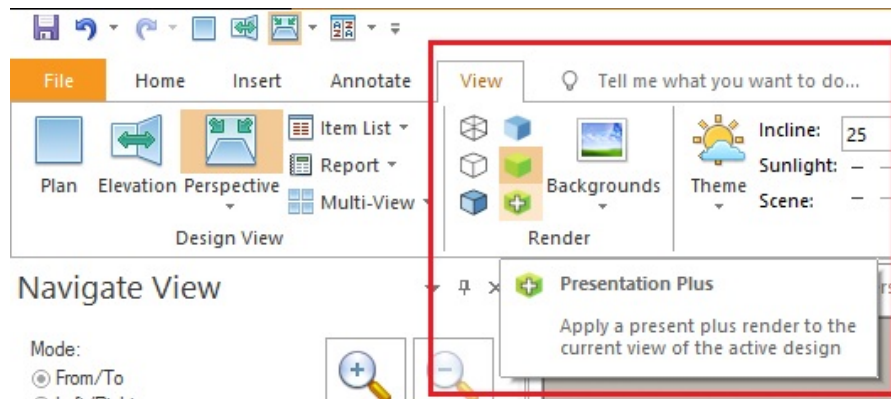 File Home Insert Annotate View Tell me what you want to do...
Plan Elevation Perspective
Item List
Report
Multi-View
Design View
Backgrounds
Render
Theme
Incline: 25
Sunlight:
Scene:
Navigate View
Presentation Plus
Apply a present plus render to the
current view of the active design
Mode:
From/To